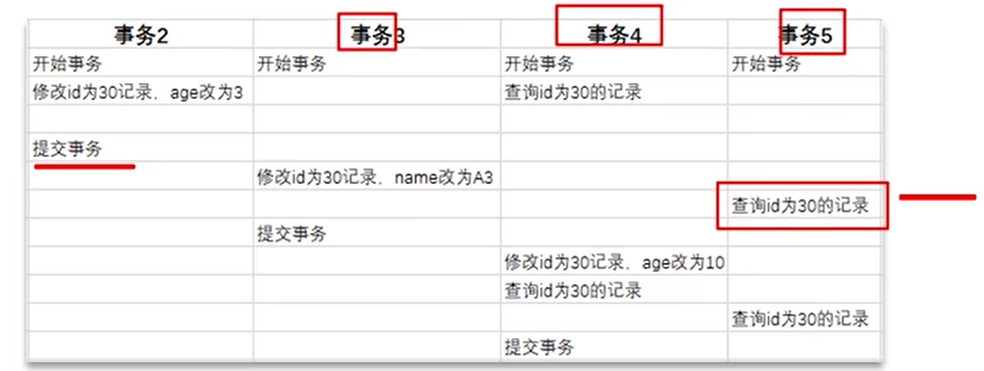 事务2 事务3 事务4 事务5
开始事务 开始事务 开始事务 开始事务
修改id为30记录，age改为3 查询id为30的记录
提交事务
修改id为30记录，name改为A3
查询id为30的记录
提交事务
修改id为30记录，age改为10
查询id为30的记录
查询id为30的记录
提交事务